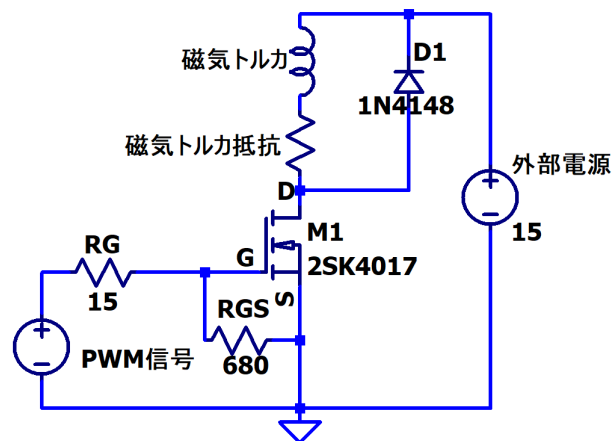 磁気トルカ
D1
1N4148
磁気トルカ抵抗
外部電源
D
15
M1
RG
G
2SK4017
15
S
RGS
PWM信号
680